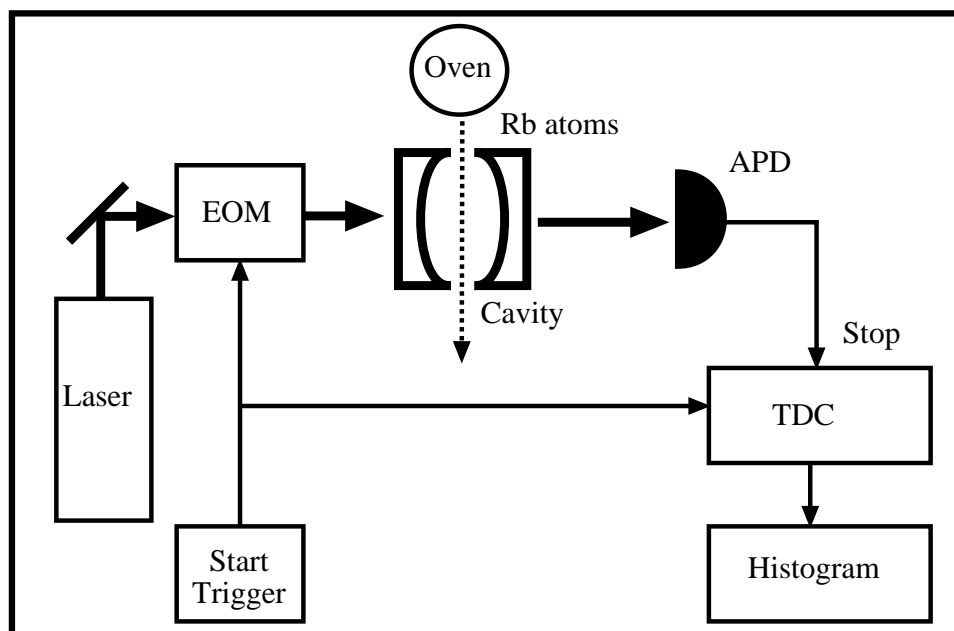 Oven
Rb atoms
APD
EOM
Cavity
Stop
Laser
TDC
Start
Trigger
Histogram